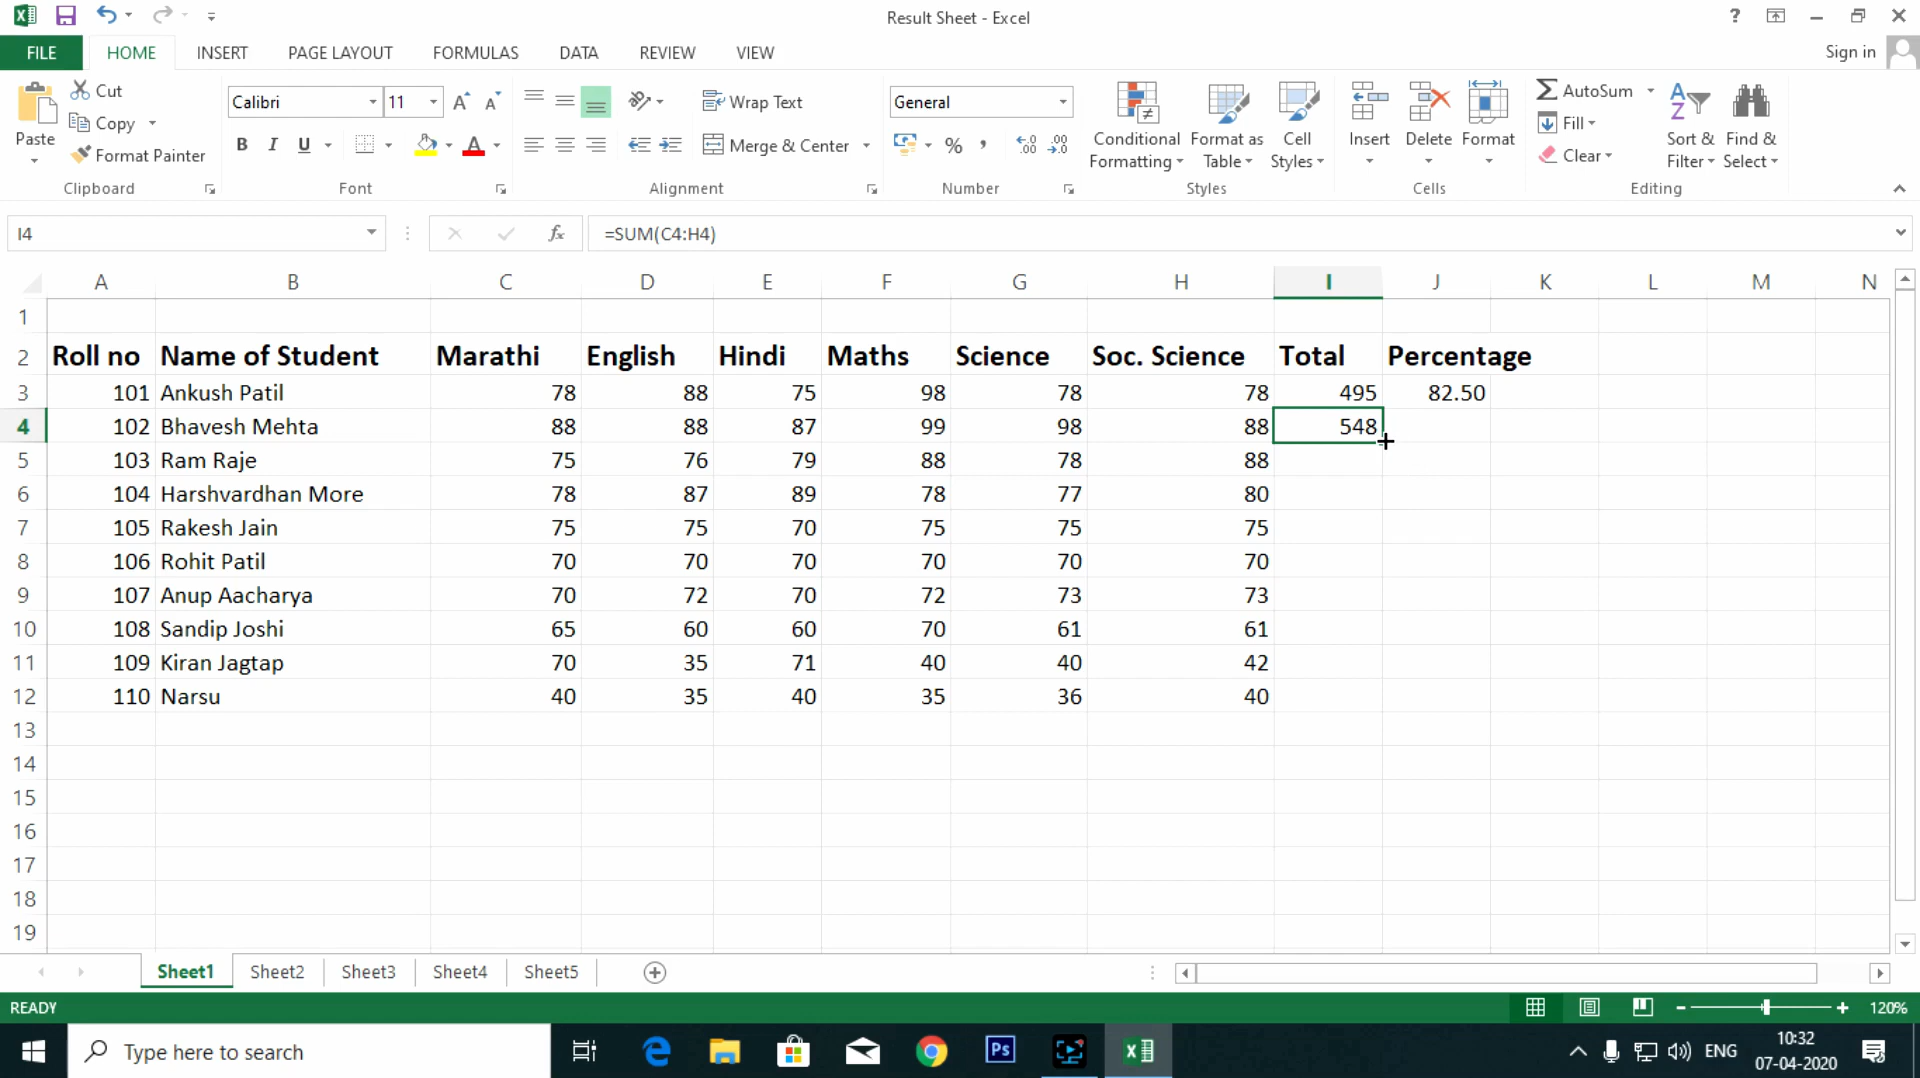 Result Sheet - Excel
?
FILE HOME INSERT PAGE LAYOUT FORMULAS DATA REVIEW VIEW Sign in
Paste Cut Copy Format Painter Clipboard
Calibri 11 A A B I U A Font
Wrap Text Merge & Center Alignment
General % , .00 .00 Number
Conditional Formatting Format as Table Cell Styles Styles
Insert Delete Format Cells
AutoSum Fill Clear Sort & Filter Find & Select Editing
I4 fx =SUM(C4:H4)
A B C D E F G H I J K L M N
1
2 Roll no Name of Student Marathi English Hindi Maths Science Soc. Science Total Percentage
3 101 Ankush Patil 78 88 75 98 78 78 495 82.50
4 102 Bhavesh Mehta 88 88 87 99 98 88 548
5 103 Ram Raje 75 76 79 88 78 88
6 104 Harshvardhan More 78 87 89 78 77 80
7 105 Rakesh Jain 75 75 70 75 75 75
8 106 Rohit Patil 70 70 70 70 70 70
9 107 Anup Aacharya 70 72 70 72 73 73
10 108 Sandip Joshi 65 60 60 70 61 61
11 109 Kiran Jagtap 70 35 71 40 40 42
12 110 Narsu 40 35 40 35 36 40
13
14
15
16
17
18
19
Sheet1 Sheet2 Sheet3 Sheet4 Sheet5
READY 120%
Type here to search Ps ENG 10:32
07-04-2020